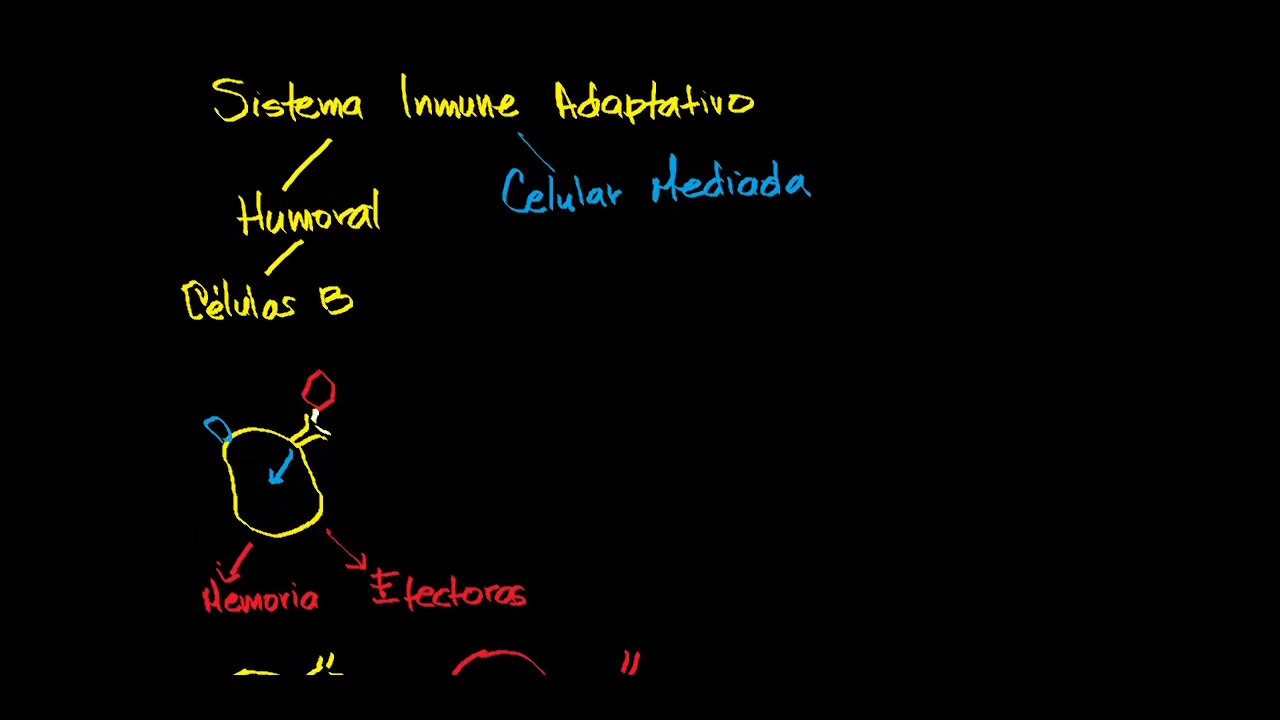 Sistema Inmune Adaptativo
Celular Mediada
Humoral
Células B
Memoria
Efectoras